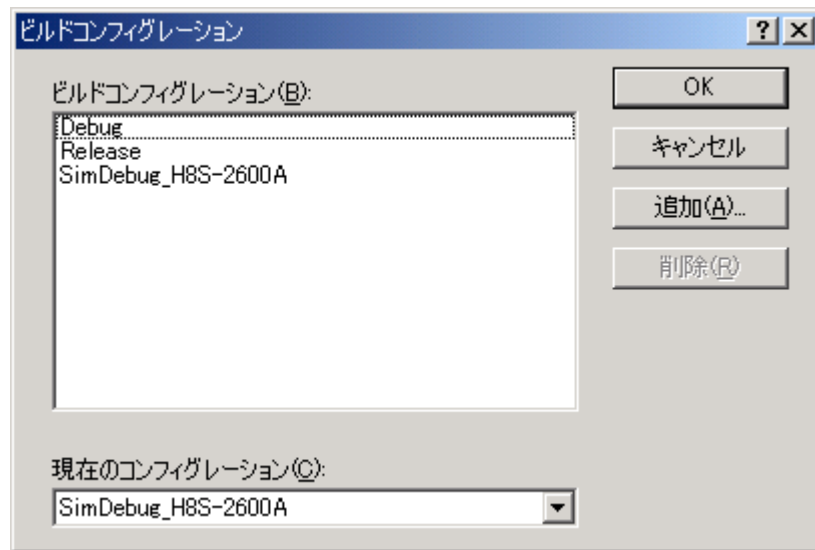 ビルドコンフィグレーション
ビルドコンフィグレーション(B):
Debug
Release
SimDebug_H8S-2600A
OK
キャンセル
追加(A)...
削除(R)
現在のコンフィグレーション(C):
SimDebug_H8S-2600A